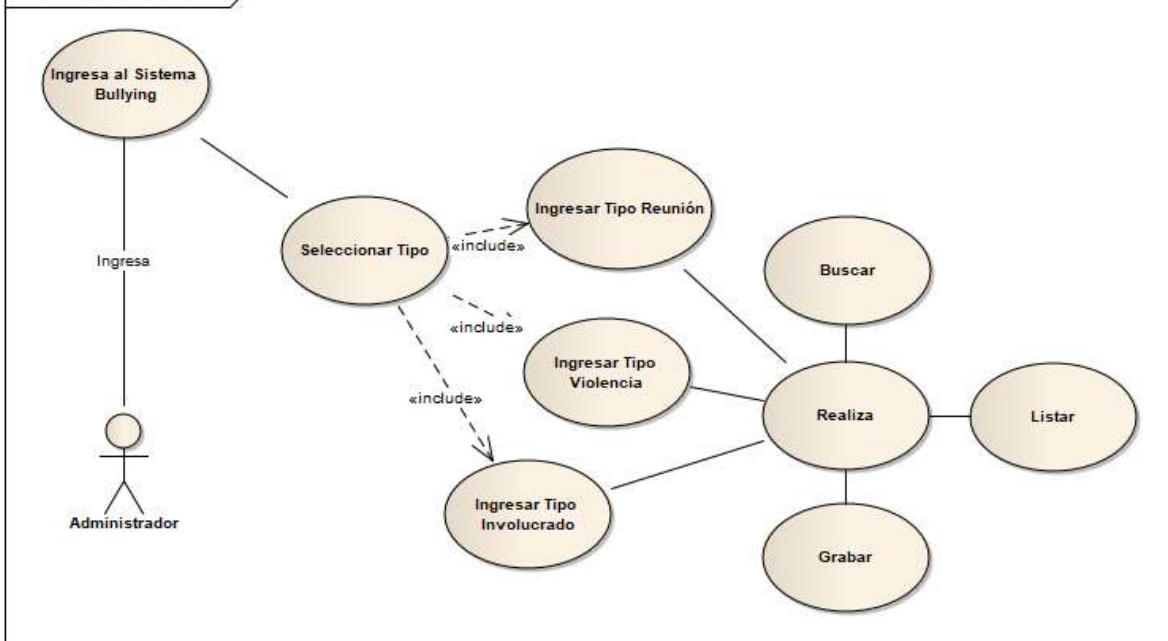 Ingresa al Sistema
Bullying
Ingresar Tipo Reunión
Seleccionar Tipo
«include»
Ingresa
Buscar
«include»
Ingresar Tipo
Violencia
«include»
Realiza
Listar
Ingresar Tipo
Involucrado
Administrador
Grabar